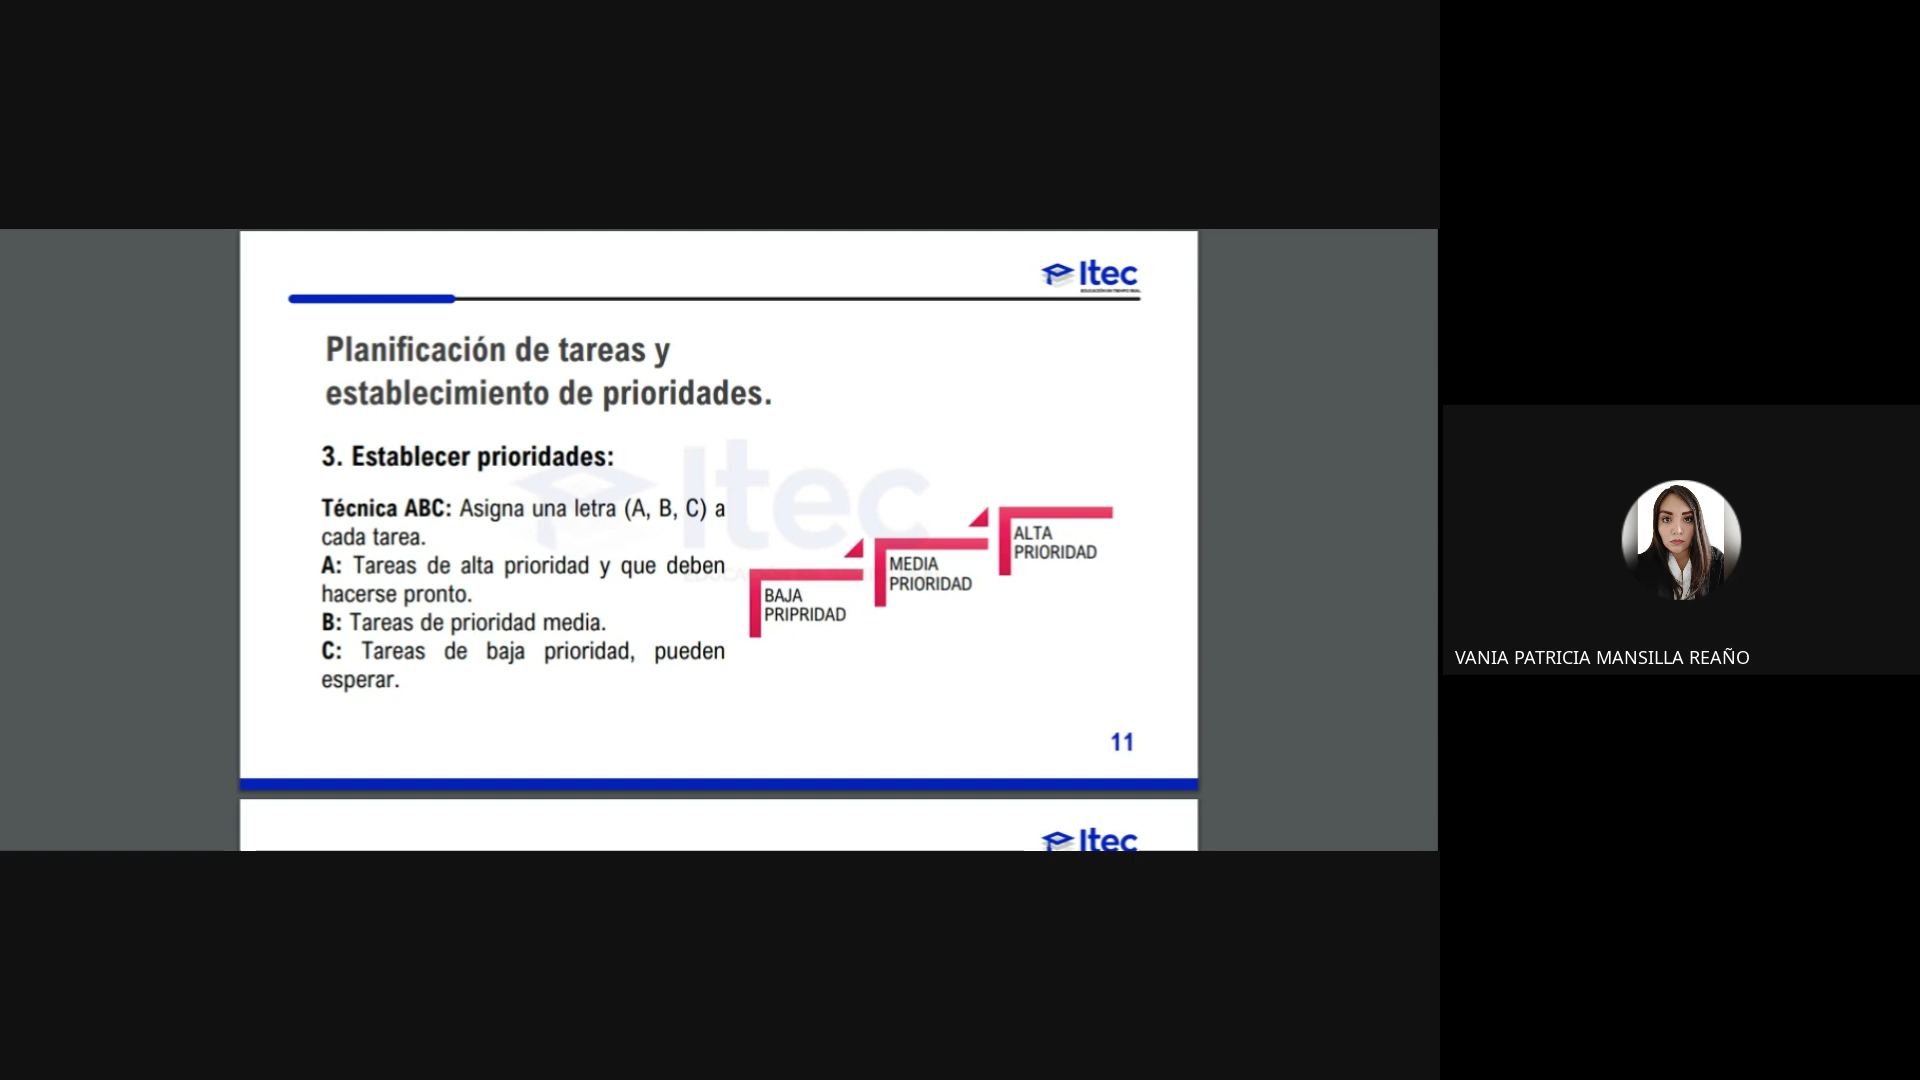 Itec
Planificación de tareas y
establecimiento de prioridades.
3. Establecer prioridades:
Itec
Técnica ABC: Asigna una letra (A, B, C) a
cada tarea.
A: Tareas de alta prioridad y que deben
hacerse pronto.
B: Tareas de prioridad media.
C: Tareas de baja prioridad, pueden
esperar.
BAJA
PRIPRIDAD
MEDIA
PRIORIDAD
ALTA
PRIORIDAD
11
Itec
VANIA PATRICIA MANSILLA REAÑO